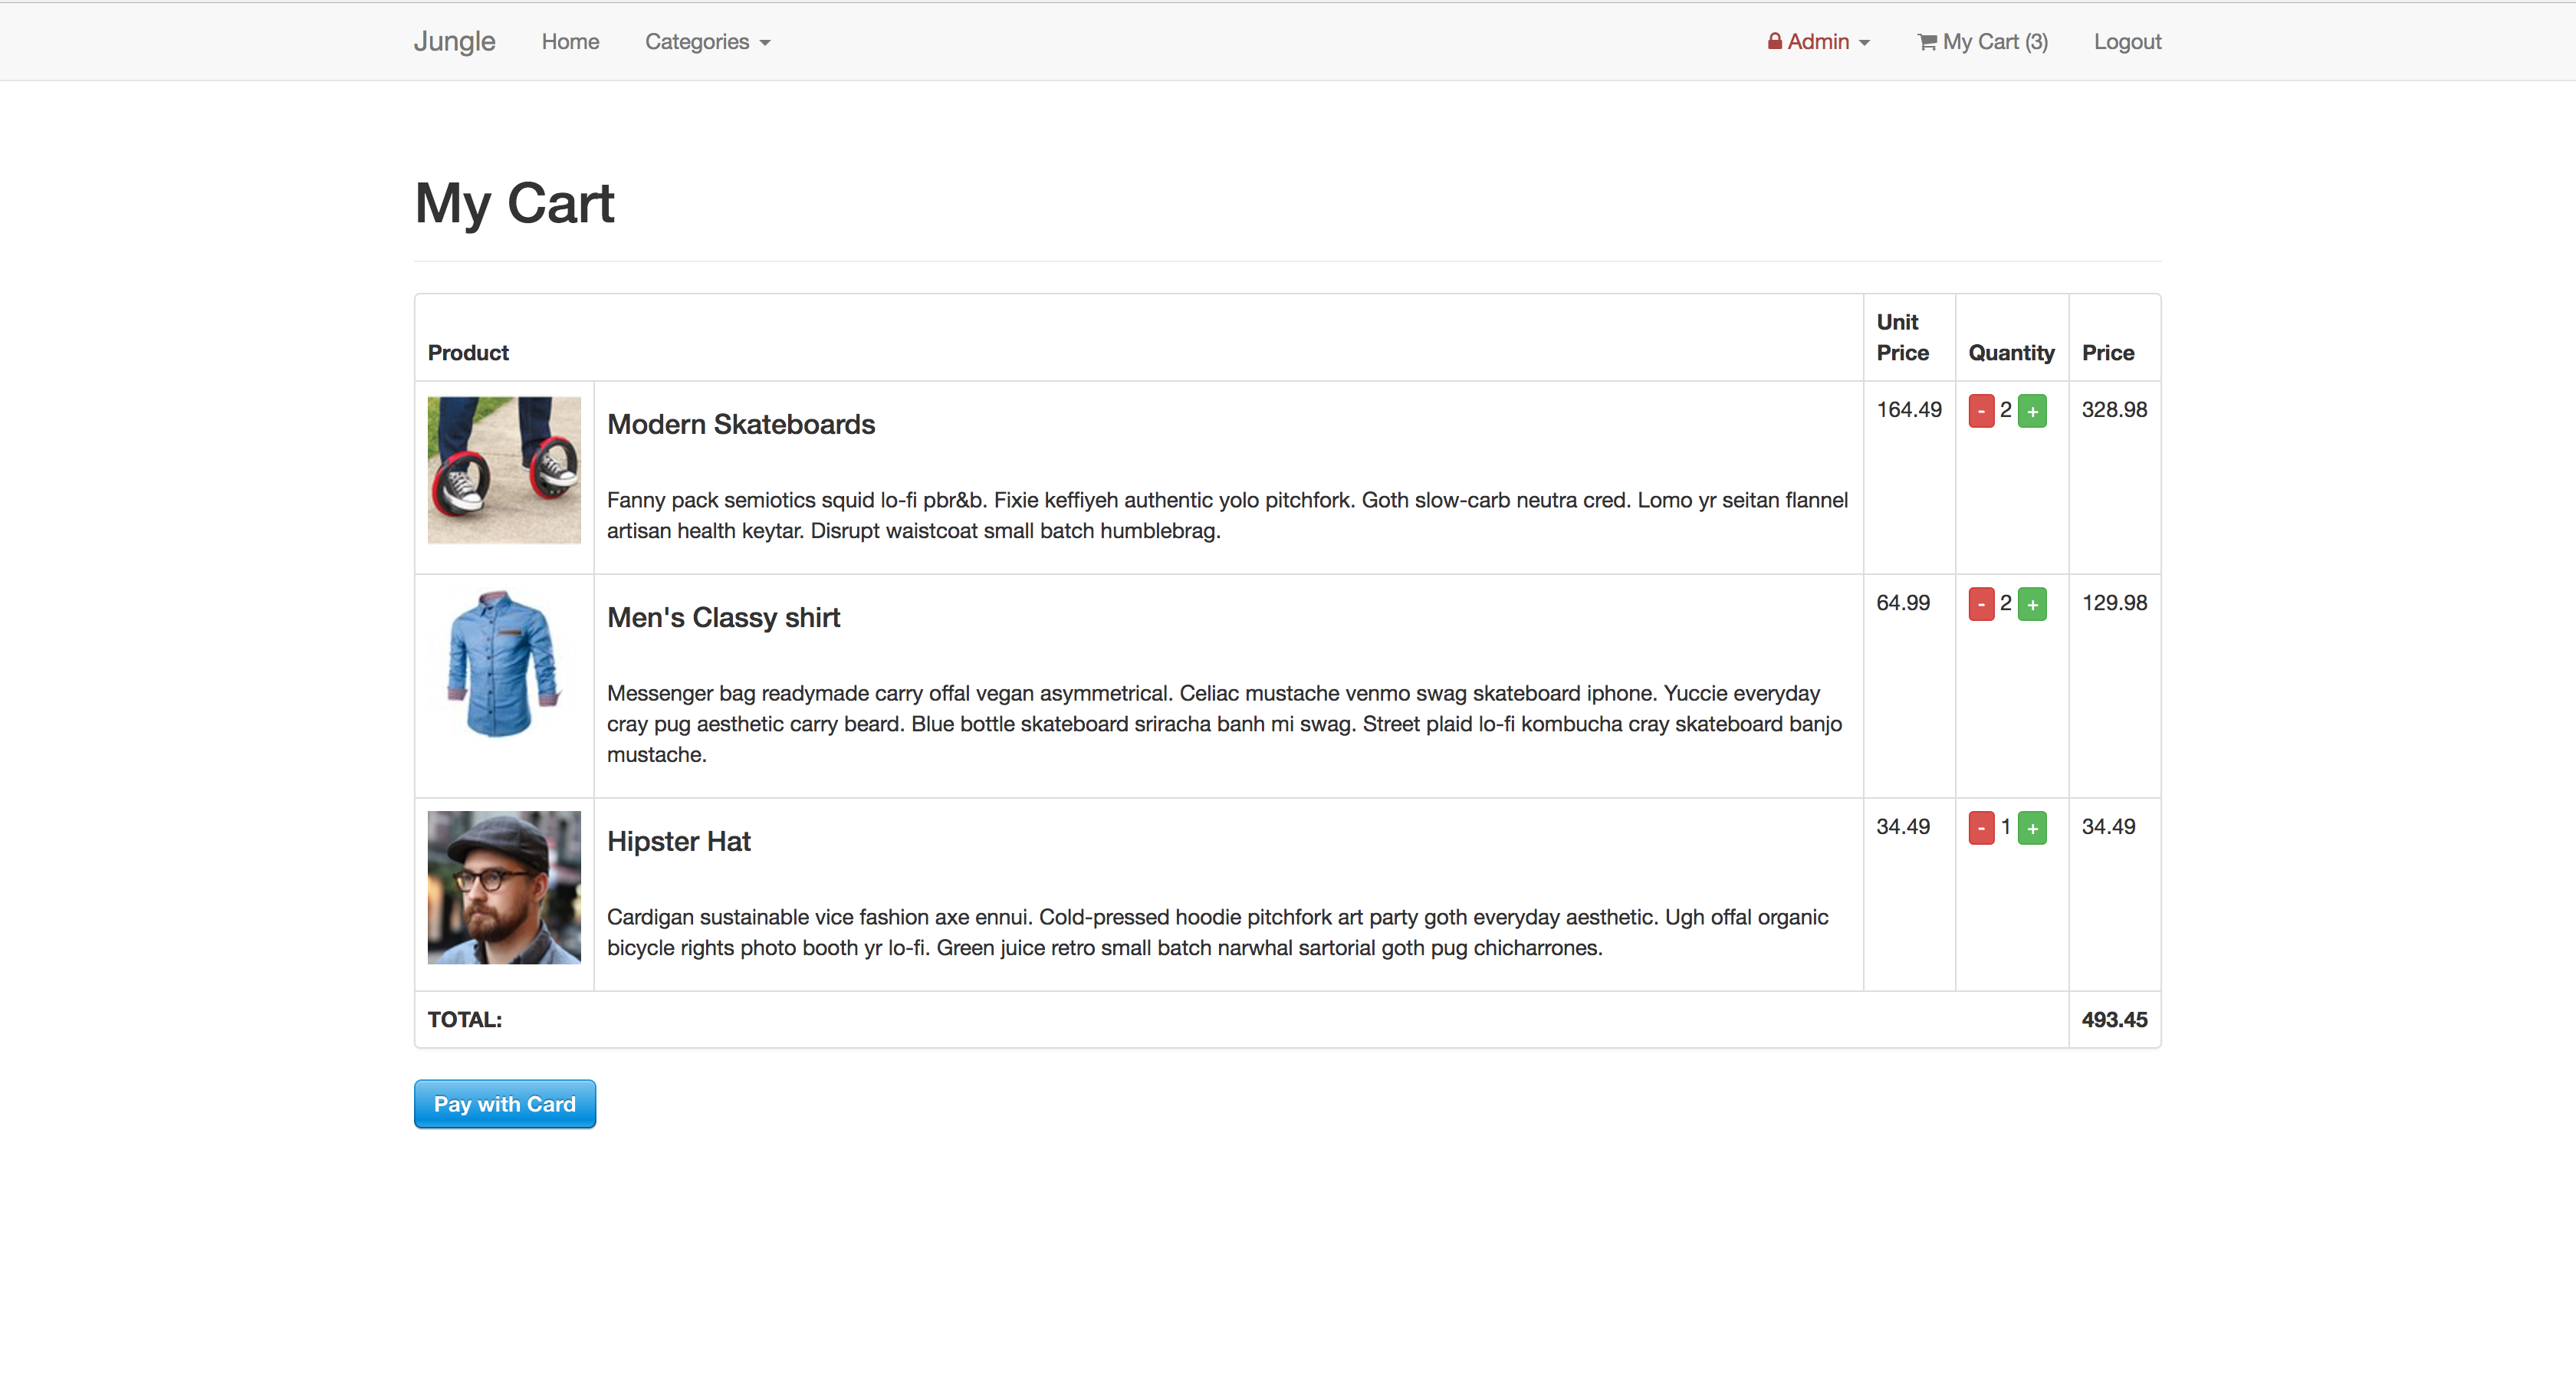 Jungle Home Categories Admin My Cart (3) Logout
My Cart
Product Unit Price Quantity Price
Modern Skateboards 164.49 - 2 + 328.98
Fanny pack semiotics squid lo-fi pbr&b. Fixie keffiyeh authentic yolo pitchfork. Goth slow-carb neutra cred. Lomo yr seitan flannel
artisan health keytar. Disrupt waistcoat small batch humblebrag.
Men's Classy shirt 64.99 - 2 + 129.98
Messenger bag readymade carry offal vegan asymmetrical. Celiac mustache venmo swag skateboard iphone. Yuccie everyday
cray pug aesthetic carry beard. Blue bottle skateboard sriracha banh mi swag. Street plaid lo-fi kombucha cray skateboard banjo
mustache.
Hipster Hat 34.49 - 1 + 34.49
Cardigan sustainable vice fashion axe ennui. Cold-pressed hoodie pitchfork art party goth everyday aesthetic. Ugh offal organic
bicycle rights photo booth yr lo-fi. Green juice retro small batch narwhal sartorial goth pug chicharrones.
TOTAL: 493.45
Pay with Card